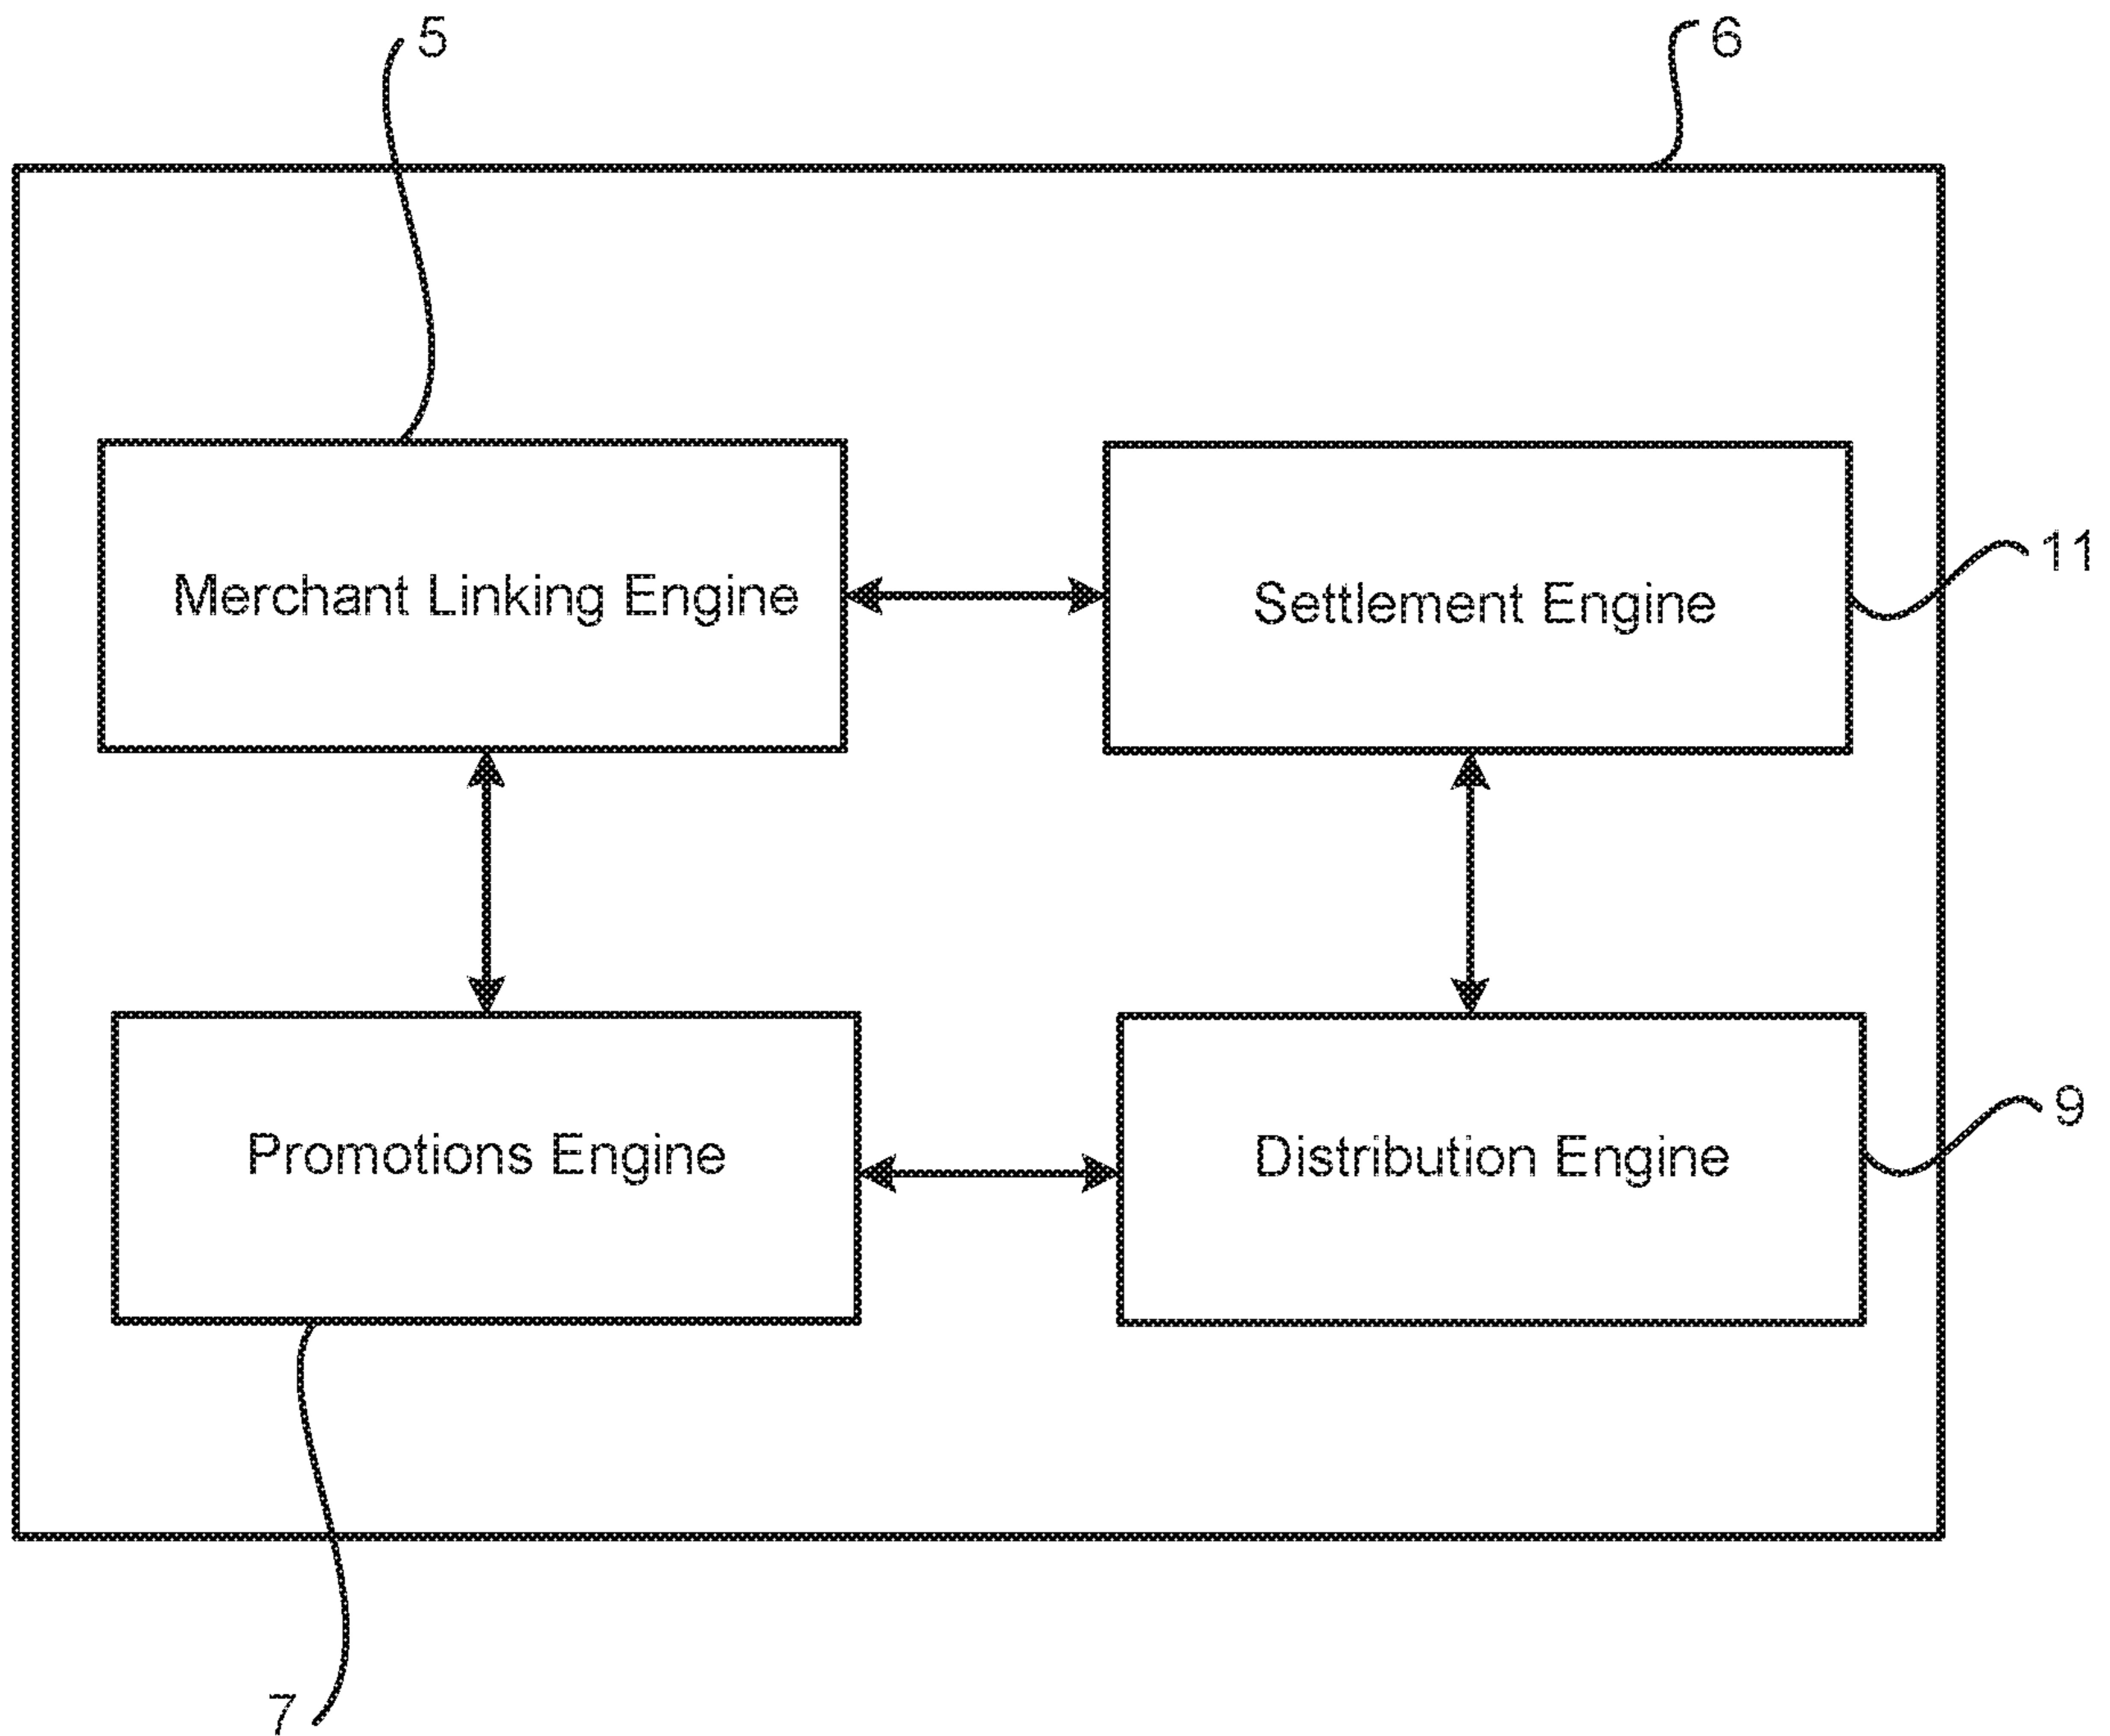 5
6
Merchant Linking Engine
Settlement Engine
11
Promotions Engine
Distribution Engine
9
7